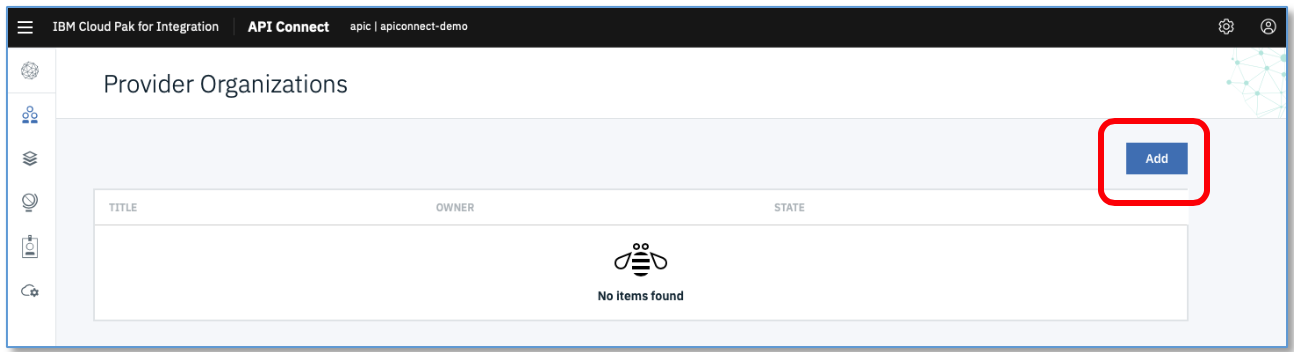 IBM Cloud Pak for Integration API Connect apic | apiconnect-demo
Provider Organizations
Add
TITLE OWNER STATE
No items found